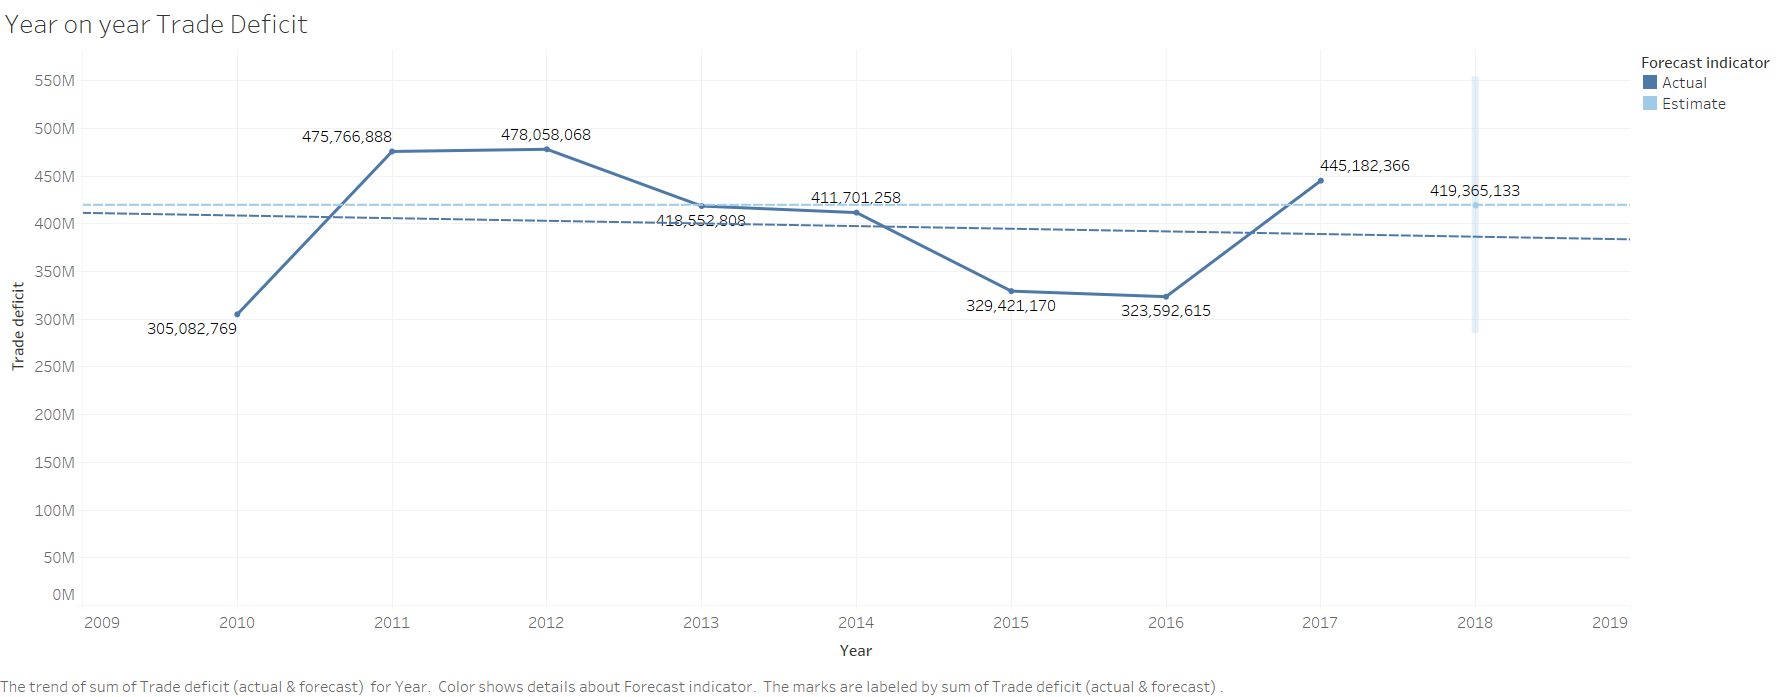 Year on year Trade Deficit
Forecast indicator
Actual
Estimate
Trade deficit
550M
500M
450M
400M
350M
300M
250M
200M
150M
100M
50M
0M
305,082,769
475,766,888
478,058,068
418,552,808
411,701,258
329,421,170
323,592,615
445,182,366
419,365,133
2009 2010 2011 2012 2013 2014 2015 2016 2017 2018 2019
Year
The trend of sum of Trade deficit (actual & forecast)  for Year.  Color shows details about Forecast indicator.  The marks are labeled by sum of Trade deficit (actual & forecast) .